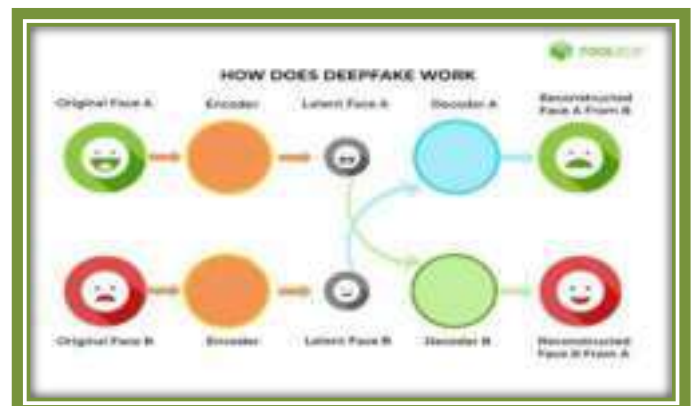 HOW DOES DEEPFAKE WORK
Original Face A
Encoder
Latent Face A
Decoder A
Reconstructed
Face A From B
Original Face B
Encoder
Latent Face B
Decoder B
Reconstructed
Face B From A